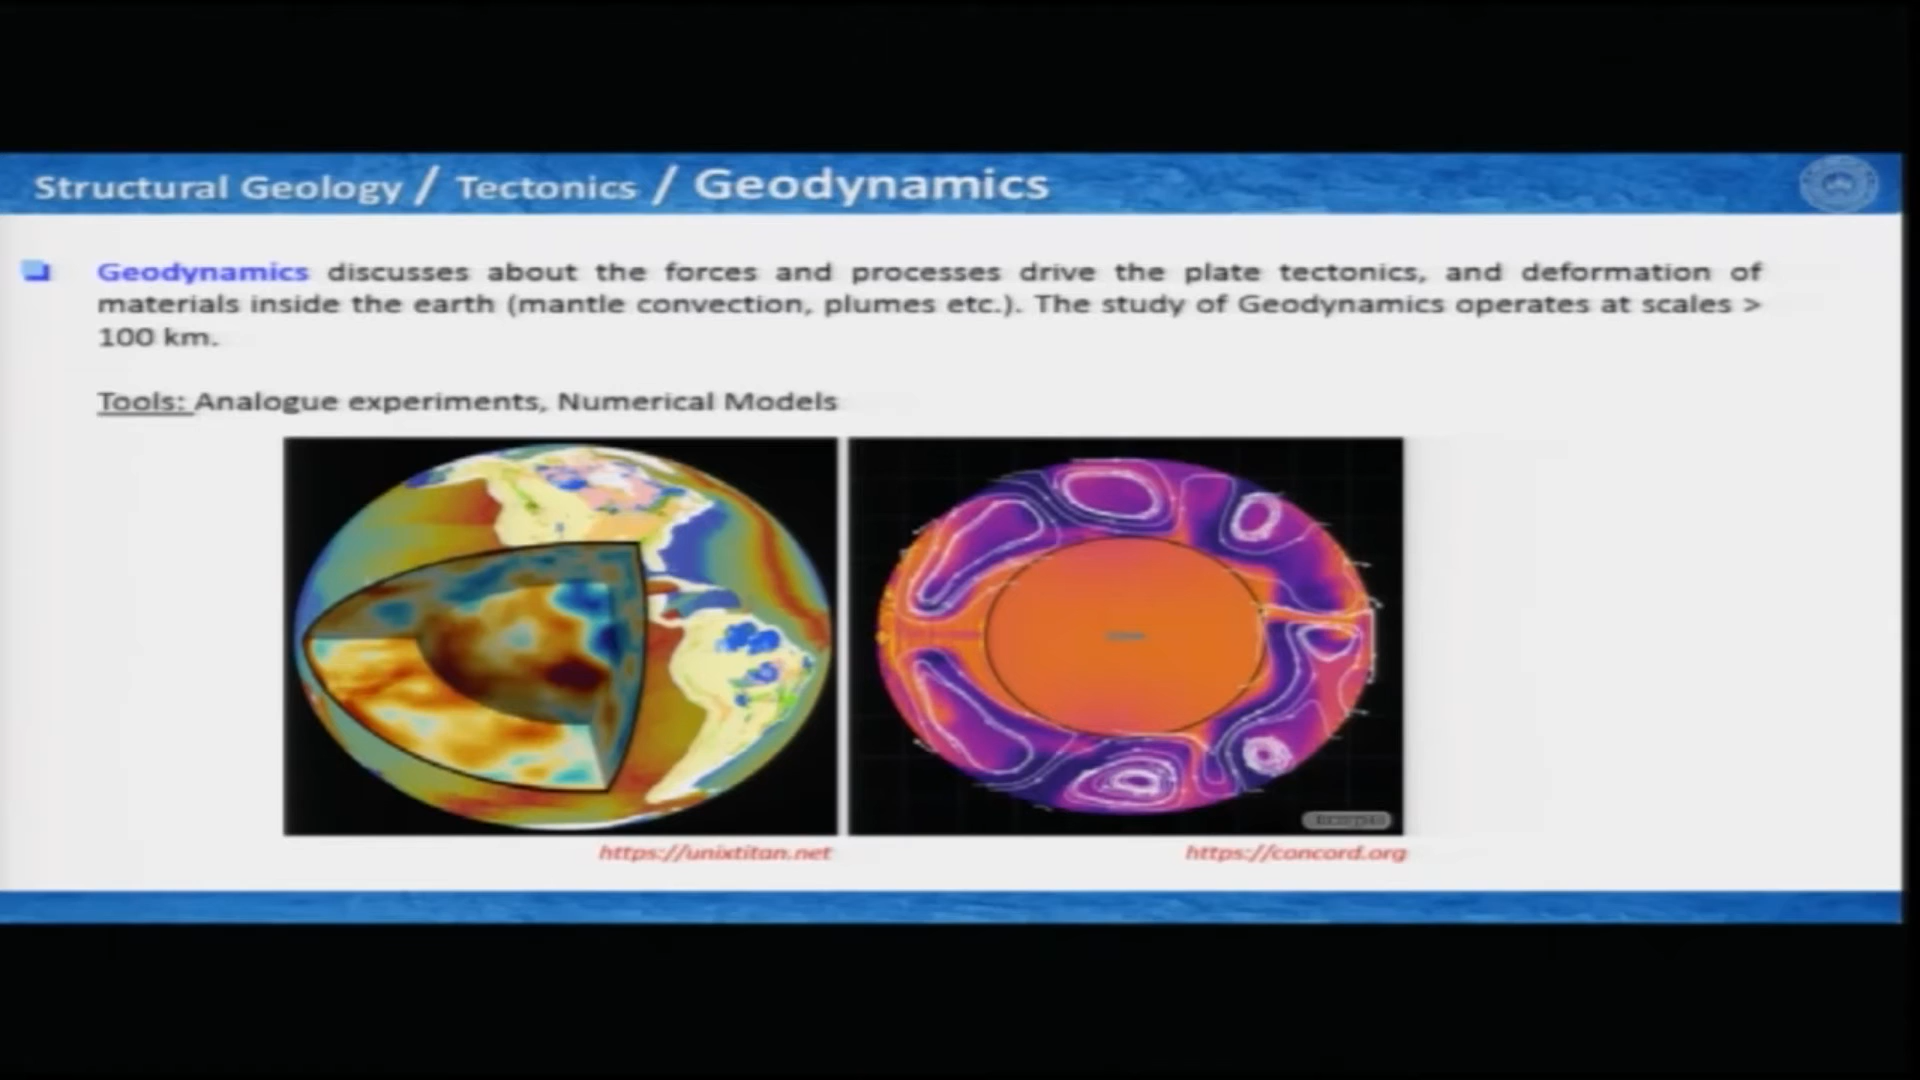 Structural Geology / Tectonics / Geodynamics
Geodynamics discusses about the forces and processes drive the plate tectonics, and deformation of
materials inside the earth (mantle convection, plumes etc.). The study of Geodynamics operates at scales >
100 km.
Tools: Analogue experiments, Numerical Models
https://unixtitan.net
https://concord.org